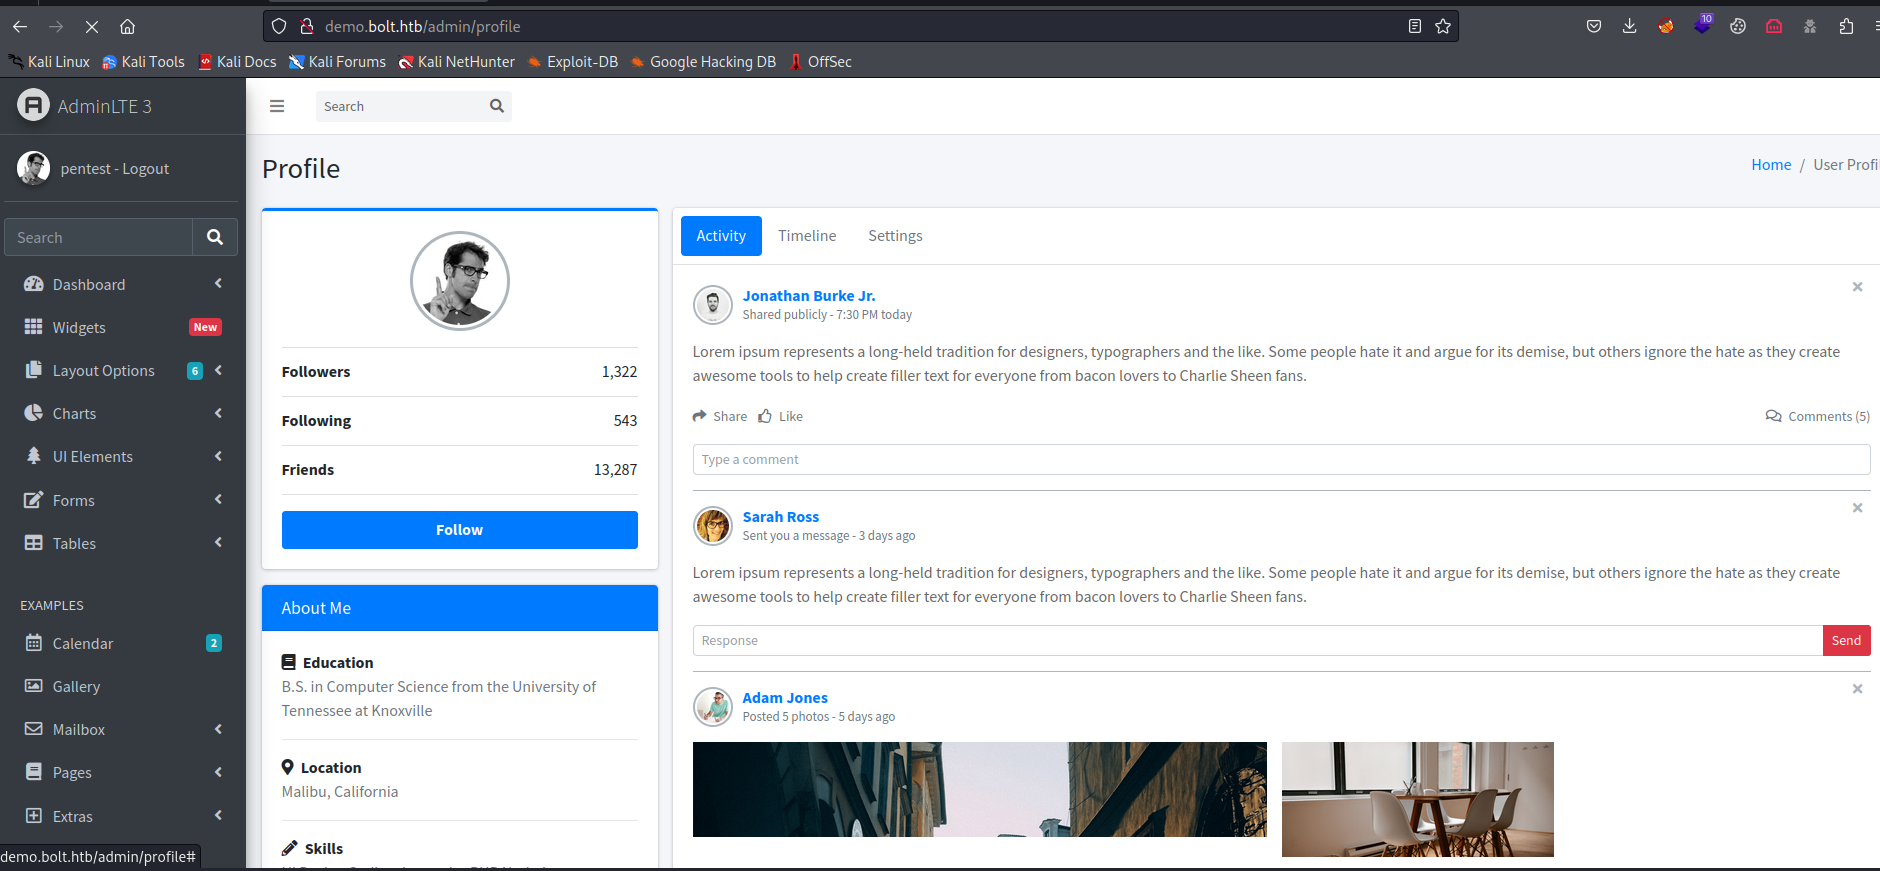 demo.bolt.htb/admin/profile
10
Kali Linux
Kali Tools
Kali Docs
Kali Forums
Kali NetHunter
Exploit-DB
Google Hacking DB
OffSec
AdminLTE 3
Search
pentest - Logout
Search
Dashboard
Widgets
New
Layout Options
6
Charts
UI Elements
Forms
Tables
EXAMPLES
Calendar
2
Gallery
Mailbox
Pages
Extras
demo.bolt.htb/admin/profile#
Profile
Home / User Profi
Followers 1,322
Following 543
Friends 13,287
Follow
About Me
Education
B.S. in Computer Science from the University of
Tennessee at Knoxville
Location
Malibu, California
Skills
Activity
Timeline
Settings
Jonathan Burke Jr.
Shared publicly - 7:30 PM today
Lorem ipsum represents a long-held tradition for designers, typographers and the like. Some people hate it and argue for its demise, but others ignore the hate as they create
awesome tools to help create filler text for everyone from bacon lovers to Charlie Sheen fans.
Share
Like
Comments (5)
Type a comment
Sarah Ross
Sent you a message - 3 days ago
Lorem ipsum represents a long-held tradition for designers, typographers and the like. Some people hate it and argue for its demise, but others ignore the hate as they create
awesome tools to help create filler text for everyone from bacon lovers to Charlie Sheen fans.
Response
Send
Adam Jones
Posted 5 photos - 5 days ago